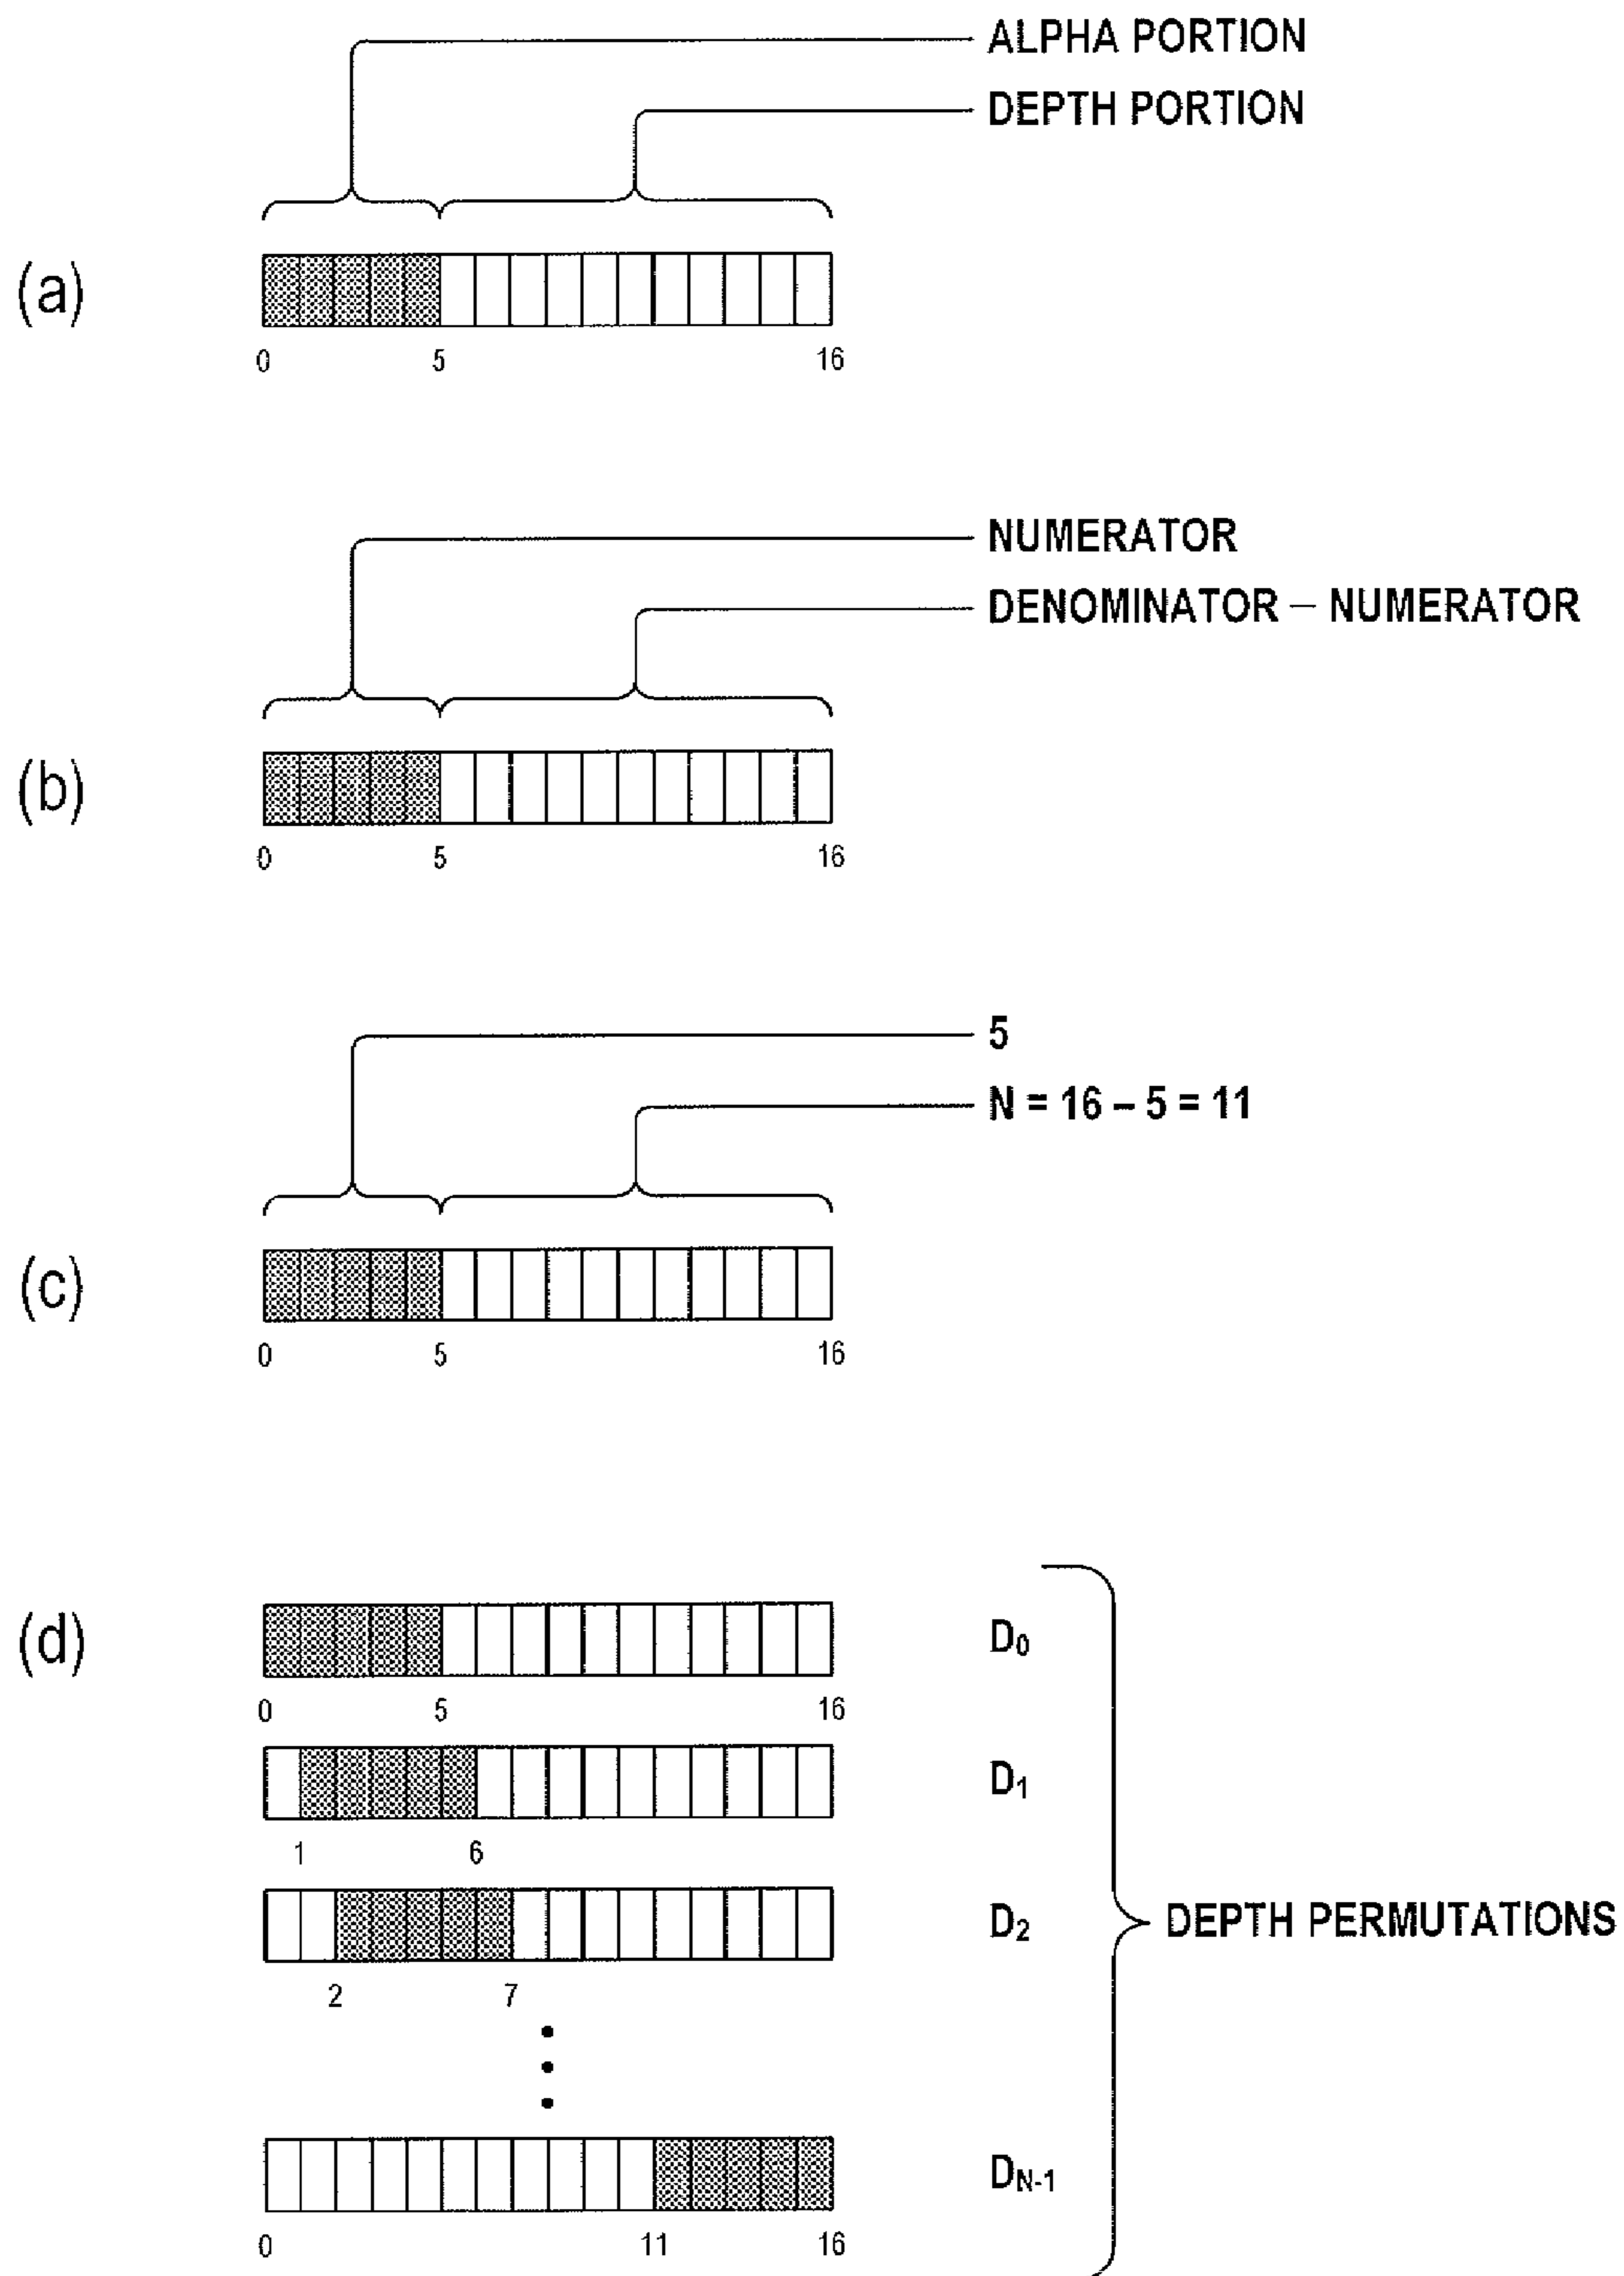 ALPHA PORTION
DEPTH PORTION
(a)
0 5 16
NUMERATOR
DENOMINATOR – NUMERATOR
(b)
0 5 16
5
N = 16 – 5 = 11
(c)
0 5 16
(d)
D₀
0 5 16
D₁
1 6
D₂
DEPTH PERMUTATIONS
2 7
D_N-1
0 11 16